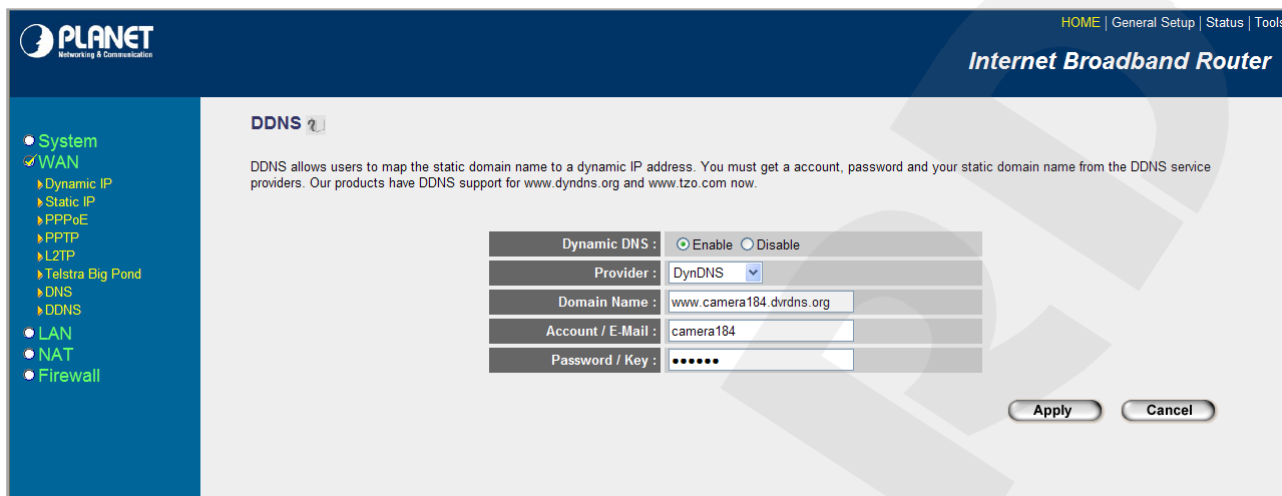 PLANET
Networking & Communication
HOME | General Setup | Status | Tools
Internet Broadband Router
System
WAN
Dynamic IP
Static IP
PPPoE
PPTP
L2TP
Telstra Big Pond
DNS
DDNS
LAN
NAT
Firewall
DDNS
DDNS allows users to map the static domain name to a dynamic IP address. You must get a account, password and your static domain name from the DDNS service
providers. Our products have DDNS support for www.dyndns.org and www.tzo.com now.
Dynamic DNS : Enable Disable
Provider : DynDNS
Domain Name : www.camera184.dvrdns.org
Account / E-Mail : camera184
Password / Key : ●●●●●●
Apply Cancel